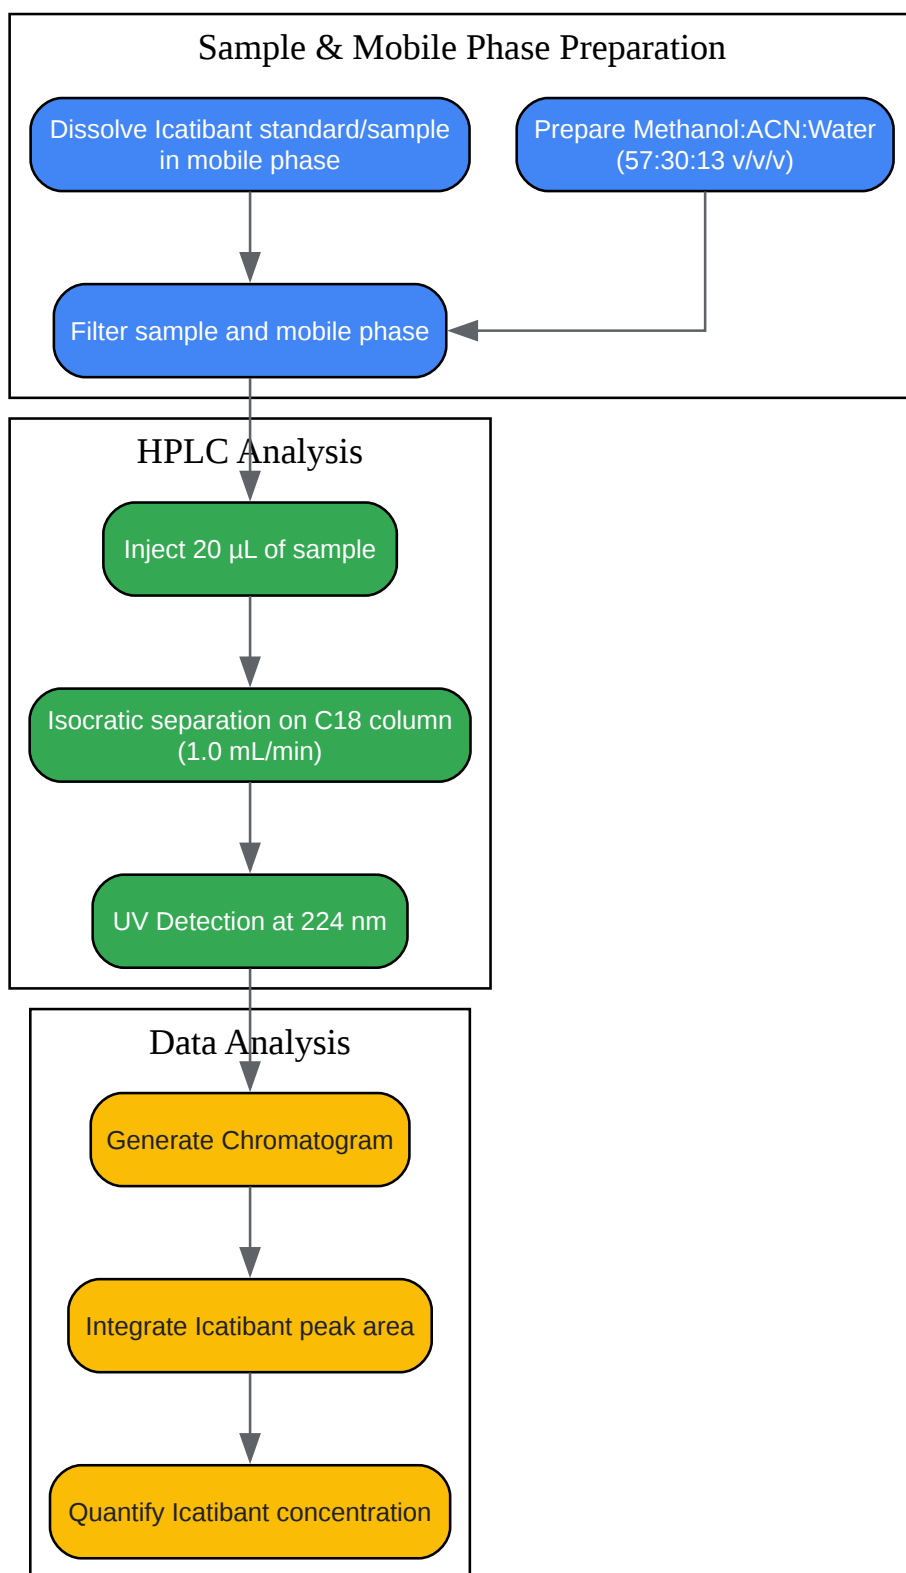 Sample & Mobile Phase Preparation
Dissolve Icatibant standard/sample
in mobile phase
Prepare Methanol:ACN:Water
(57:30:13 v/v/v)
Filter sample and mobile phase
HPLC Analysis
Inject 20 µL of sample
Isocratic separation on C18 column
(1.0 mL/min)
UV Detection at 224 nm
Data Analysis
Generate Chromatogram
Integrate Icatibant peak area
Quantify Icatibant concentration